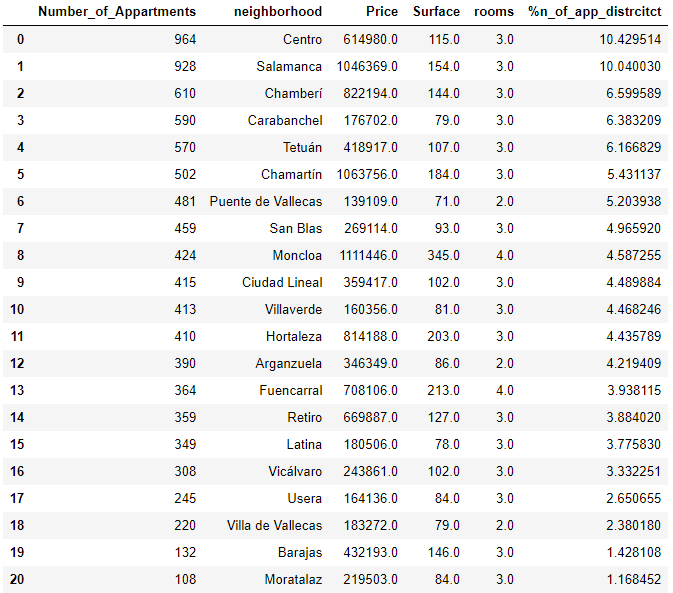 Number_of_Appartments neighborhood Price Surface rooms %n_of_app_distrcitct
0 964 Centro 614980.0 115.0 3.0 10.429514
1 928 Salamanca 1046369.0 154.0 3.0 10.040030
2 610 Chamberí 822194.0 144.0 3.0 6.599589
3 590 Carabanchel 176702.0 79.0 3.0 6.383209
4 570 Tetuán 418917.0 107.0 3.0 6.166829
5 502 Chamartín 1063756.0 184.0 3.0 5.431137
6 481 Puente de Vallecas 139109.0 71.0 2.0 5.203938
7 459 San Blas 269114.0 93.0 3.0 4.965920
8 424 Moncloa 1111446.0 345.0 4.0 4.587255
9 415 Ciudad Lineal 359417.0 102.0 3.0 4.489884
10 413 Villaverde 160356.0 81.0 3.0 4.468246
11 410 Hortaleza 814188.0 203.0 3.0 4.435789
12 390 Arganzuela 346349.0 86.0 2.0 4.219409
13 364 Fuencarral 708106.0 213.0 4.0 3.938115
14 359 Retiro 669887.0 127.0 3.0 3.884020
15 349 Latina 180506.0 78.0 3.0 3.775830
16 308 Vicálvaro 243861.0 102.0 3.0 3.332251
17 245 Usera 164136.0 84.0 3.0 2.650655
18 220 Villa de Vallecas 183272.0 79.0 2.0 2.380180
19 132 Barajas 432193.0 146.0 3.0 1.428108
20 108 Moratalaz 219503.0 84.0 3.0 1.168452